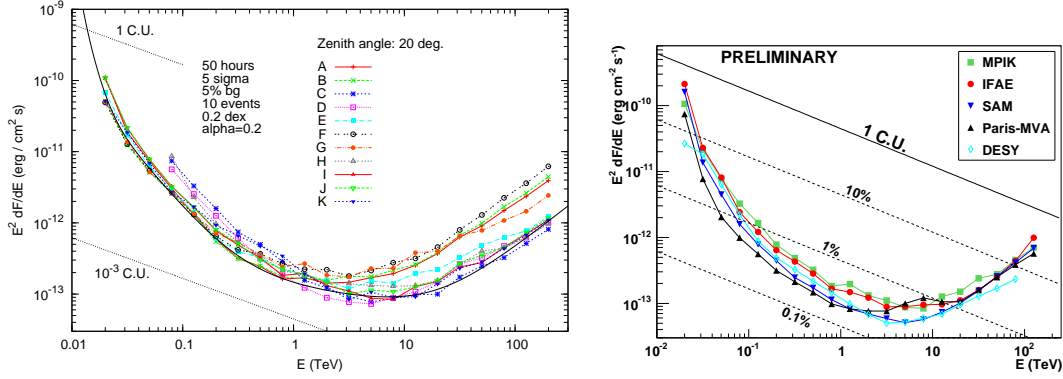 10^-9
10^-10
10^-11
10^-12
10^-13
E^2 dF/dE (erg / cm^2 s)
1 C.U.
50 hours
5 sigma
5% bg
10 events
0.2 dex
alpha=0.2
Zenith angle: 20 deg.
A
B
C
D
E
F
G
H
I
J
K
10^-3 C.U.
0.01
0.1
1
10
100
E (TeV)
PRELIMINARY
MPIK
IFAE
SAM
Paris-MVA
DESY
1 C.U.
10%
1%
0.1%
E^2 dF/dE (erg cm^-2 s^-1)
10^-10
10^-11
10^-12
10^-13
10^-2
10^-1
1
10
10^2
E (TeV)